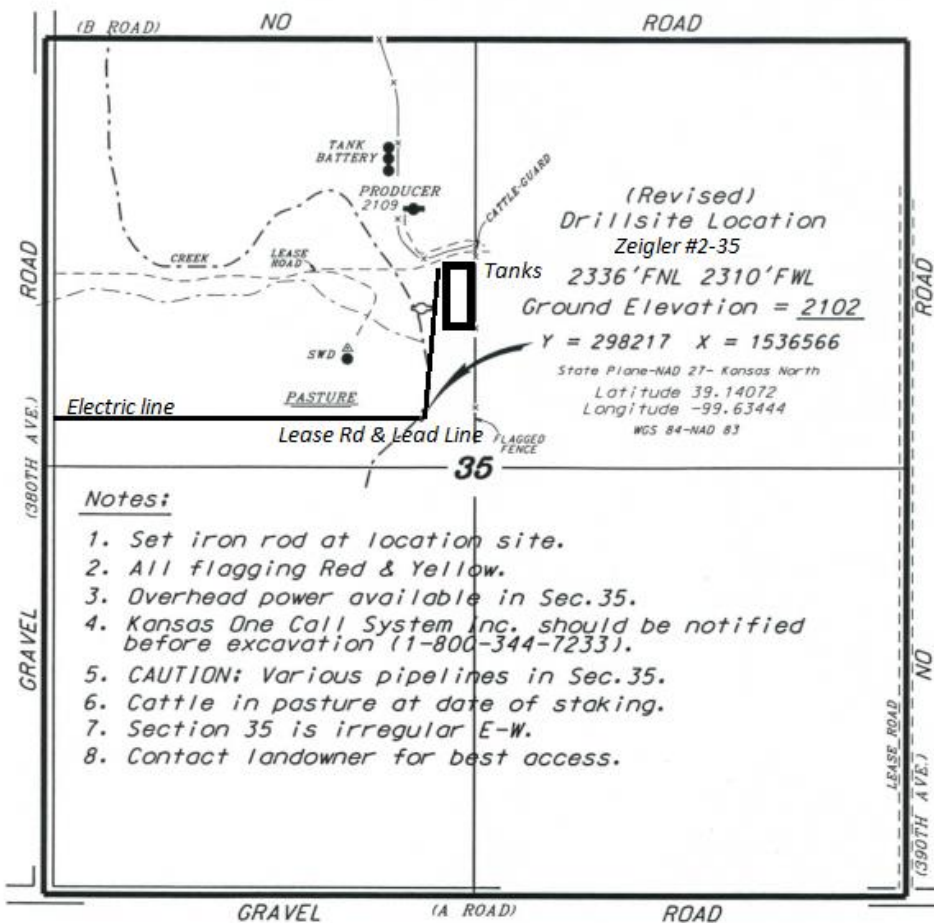 (B ROAD) NO ROAD
TANK
BATTERY
PRODUCER
2109
CATTLE-GUARD
(Revised)
Drillsite Location
Zeigler #2-35
2336'FNL 2310'FWL
Ground Elevation = 2102
Y = 298217 X = 1536566
State Plane-NAD 27- Kansas North
Latitude 39.14072
Longitude -99.63444
WGS 84-NAD 83
CREEK
LEASE
ROAD
Tanks
SWD
PASTURE
Electric line
Lease Rd & Lead Line
FLAGGED
FENCE
35
Notes:
1. Set iron rod at location site.
2. All flagging Red & Yellow.
3. Overhead power available in Sec.35.
4. Kansas One Call System Inc. should be notified
before excavation (1-800-344-7233).
5. CAUTION: Various pipelines in Sec.35.
6. Cattle in pasture at date of staking.
7. Section 35 is irregular E-W.
8. Contact landowner for best access.
GRAVEL (380TH AVE.) ROAD
LEASE ROAD
(390TH AVE.) NO ROAD
GRAVEL (A ROAD) ROAD